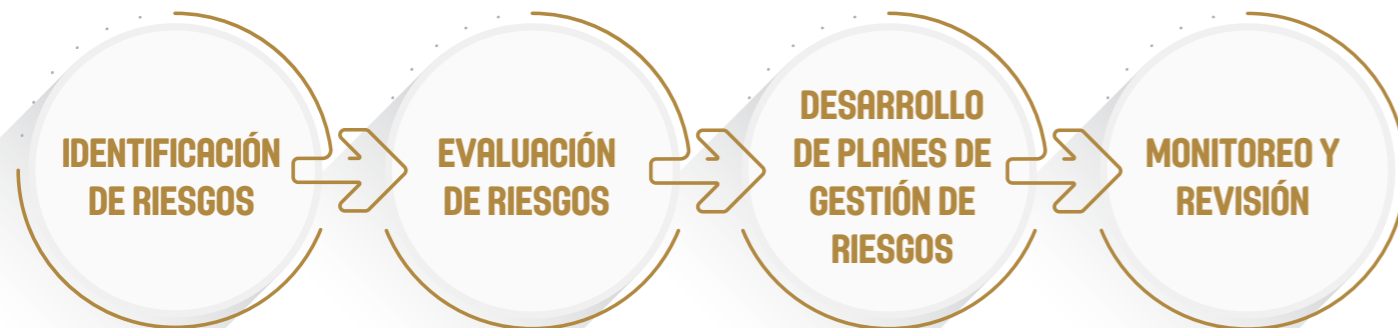 IDENTIFICACIÓN
DE RIESGOS
EVALUACIÓN
DE RIESGOS
DESARROLLO
DE PLANES DE
GESTIÓN DE
RIESGOS
MONITOREO Y
REVISIÓN